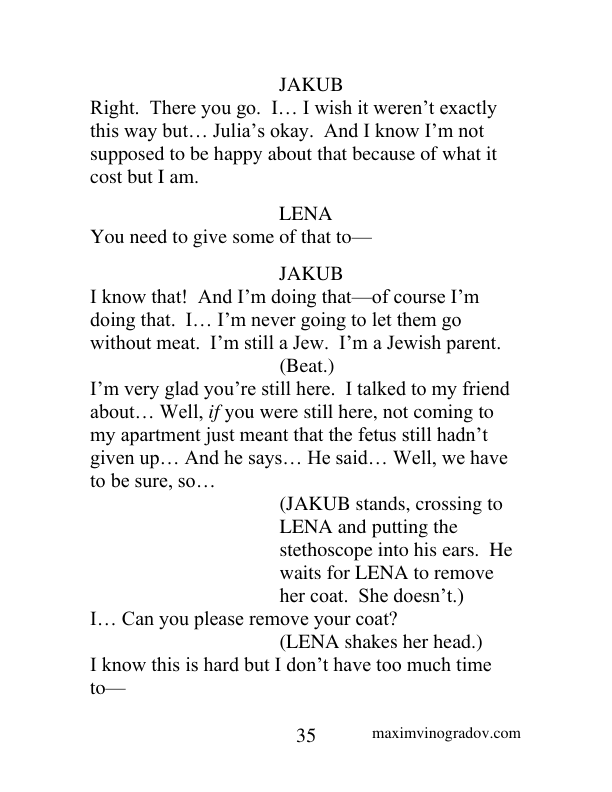 JAKUB
Right.  There you go.  I… I wish it weren’t exactly
this way but… Julia’s okay.  And I know I’m not
supposed to be happy about that because of what it
cost but I am.
LENA
You need to give some of that to—
JAKUB
I know that!  And I’m doing that—of course I’m
doing that.  I… I’m never going to let them go
without meat.  I’m still a Jew.  I’m a Jewish parent.
(Beat.)
I’m very glad you’re still here.  I talked to my friend
about… Well, if you were still here, not coming to
my apartment just meant that the fetus still hadn’t
given up… And he says… He said… Well, we have
to be sure, so…
(JAKUB stands, crossing to
LENA and putting the
stethoscope into his ears.  He
waits for LENA to remove
her coat.  She doesn’t.)
I… Can you please remove your coat?
(LENA shakes her head.)
I know this is hard but I don’t have too much time
to—
35
maximvinogradov.com